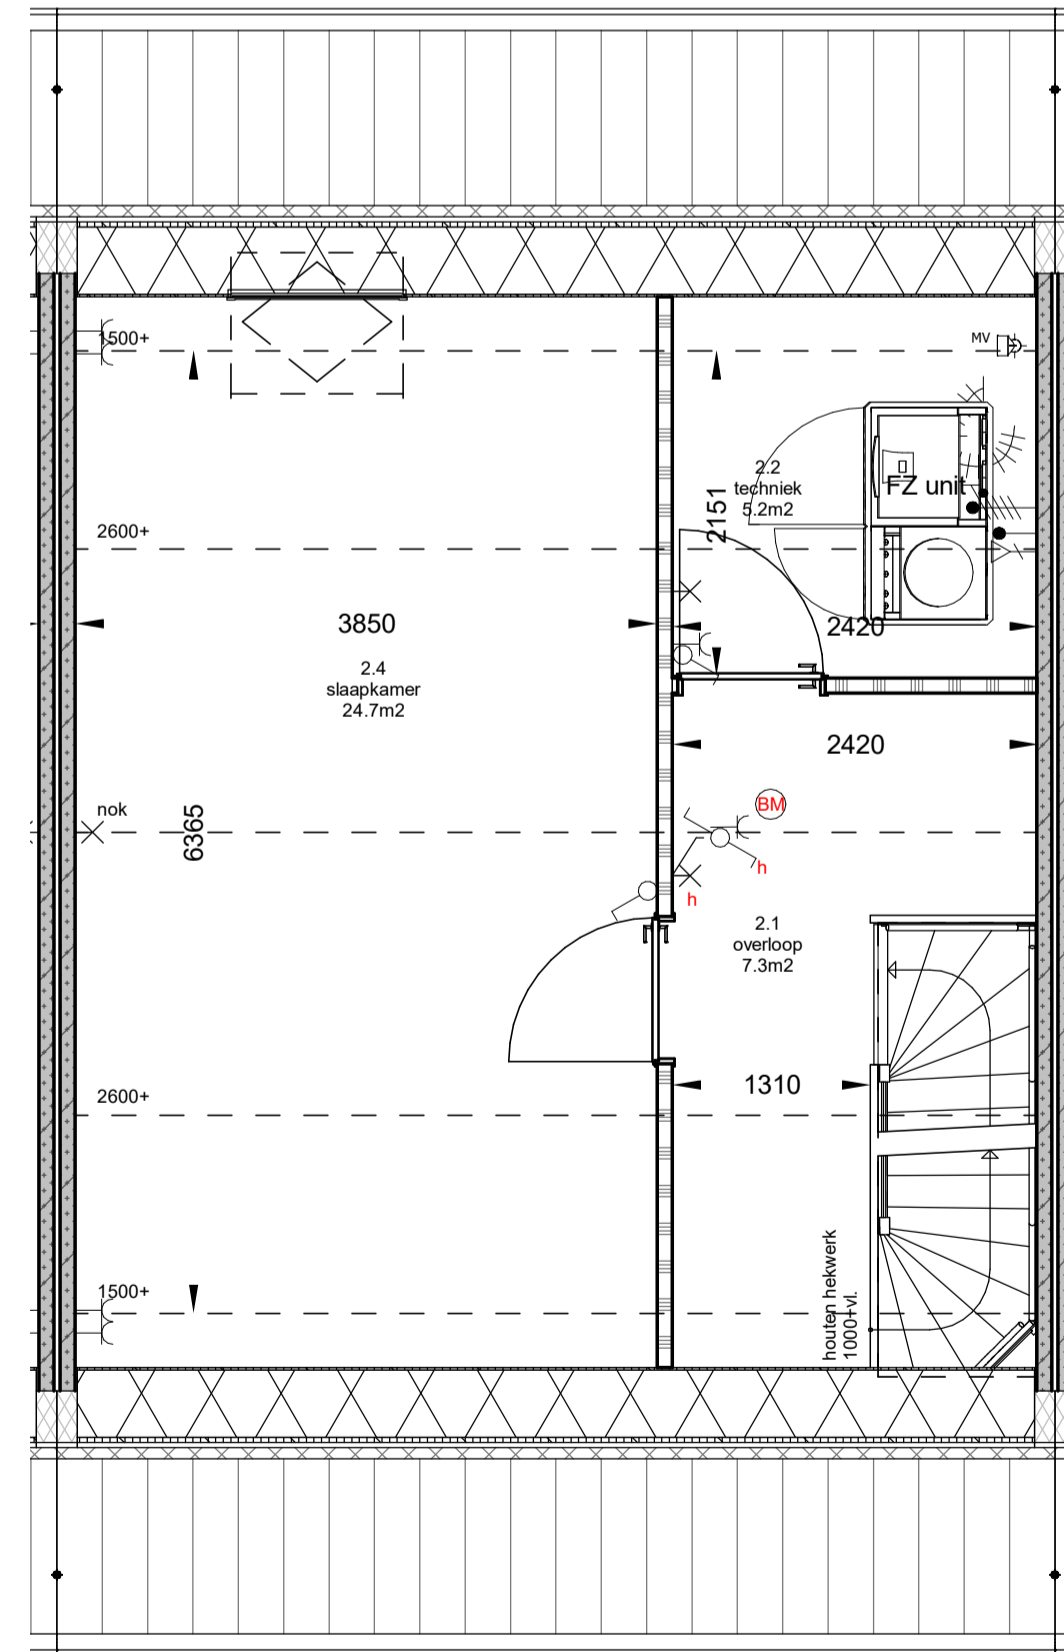 1500+
MV
2.2
techniek
5.2m2
FZ unit
2151
2600+
3850
2420
2.4
slaapkamer
24.7m2
2420
nok
6365
BM
h
h
2.1
overloop
7.3m2
2600+
1310
1500+
houten hekwerk
1000+vl.